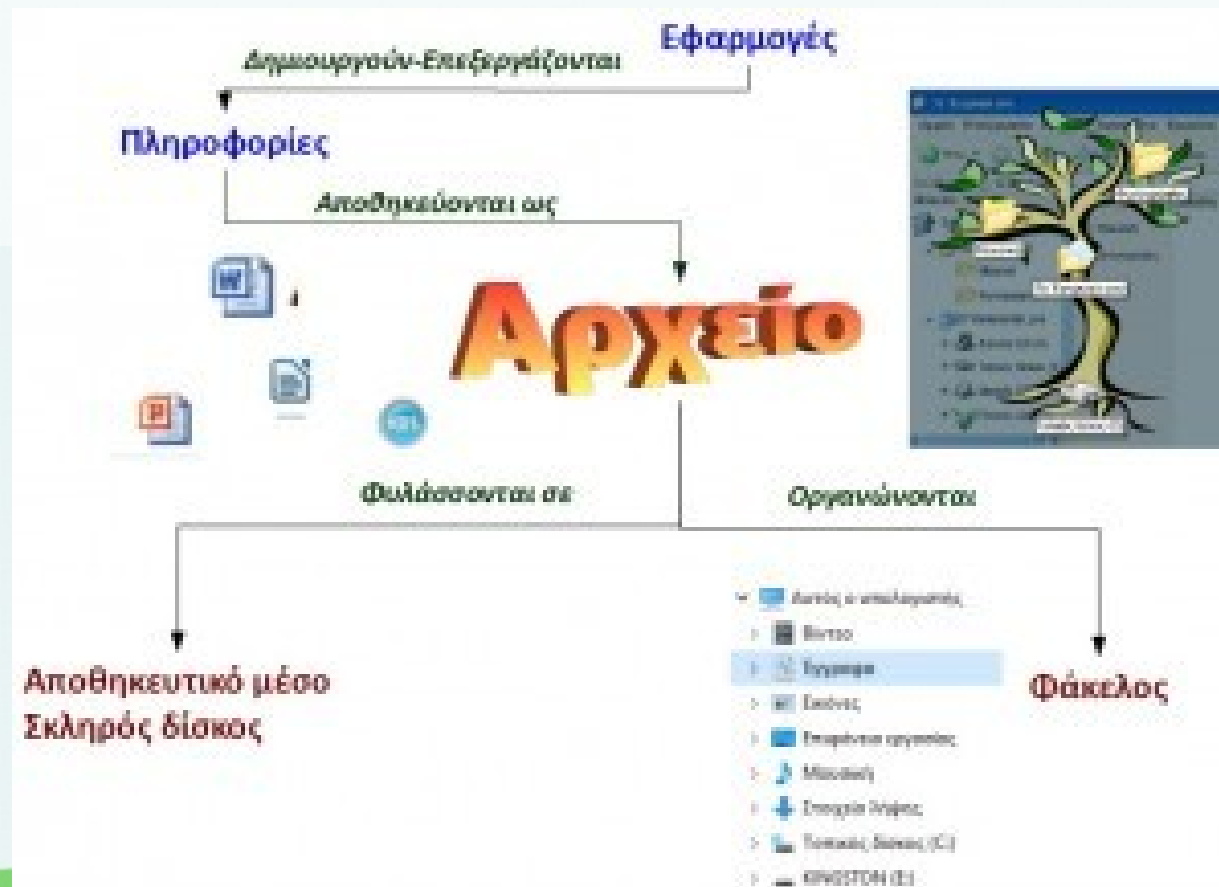 Εφαρμογές
Δημιουργούν-Επεξεργάζονται
Πληροφορίες
Αποθηκεύονται ως
Αρχείο
Φυλάσσονται σε
Οργανώνονται
Αποθηκευτικό μέσο
Σκληρός δίσκος
Φάκελος
Αυτός ο υπολογιστής
Βίντεο
Έγγραφα
Εικόνες
Επιφάνεια εργασίας
Μουσική
Στοιχεία λήψης
Τοπικός δίσκος (C:)
KINGSTON (E:)